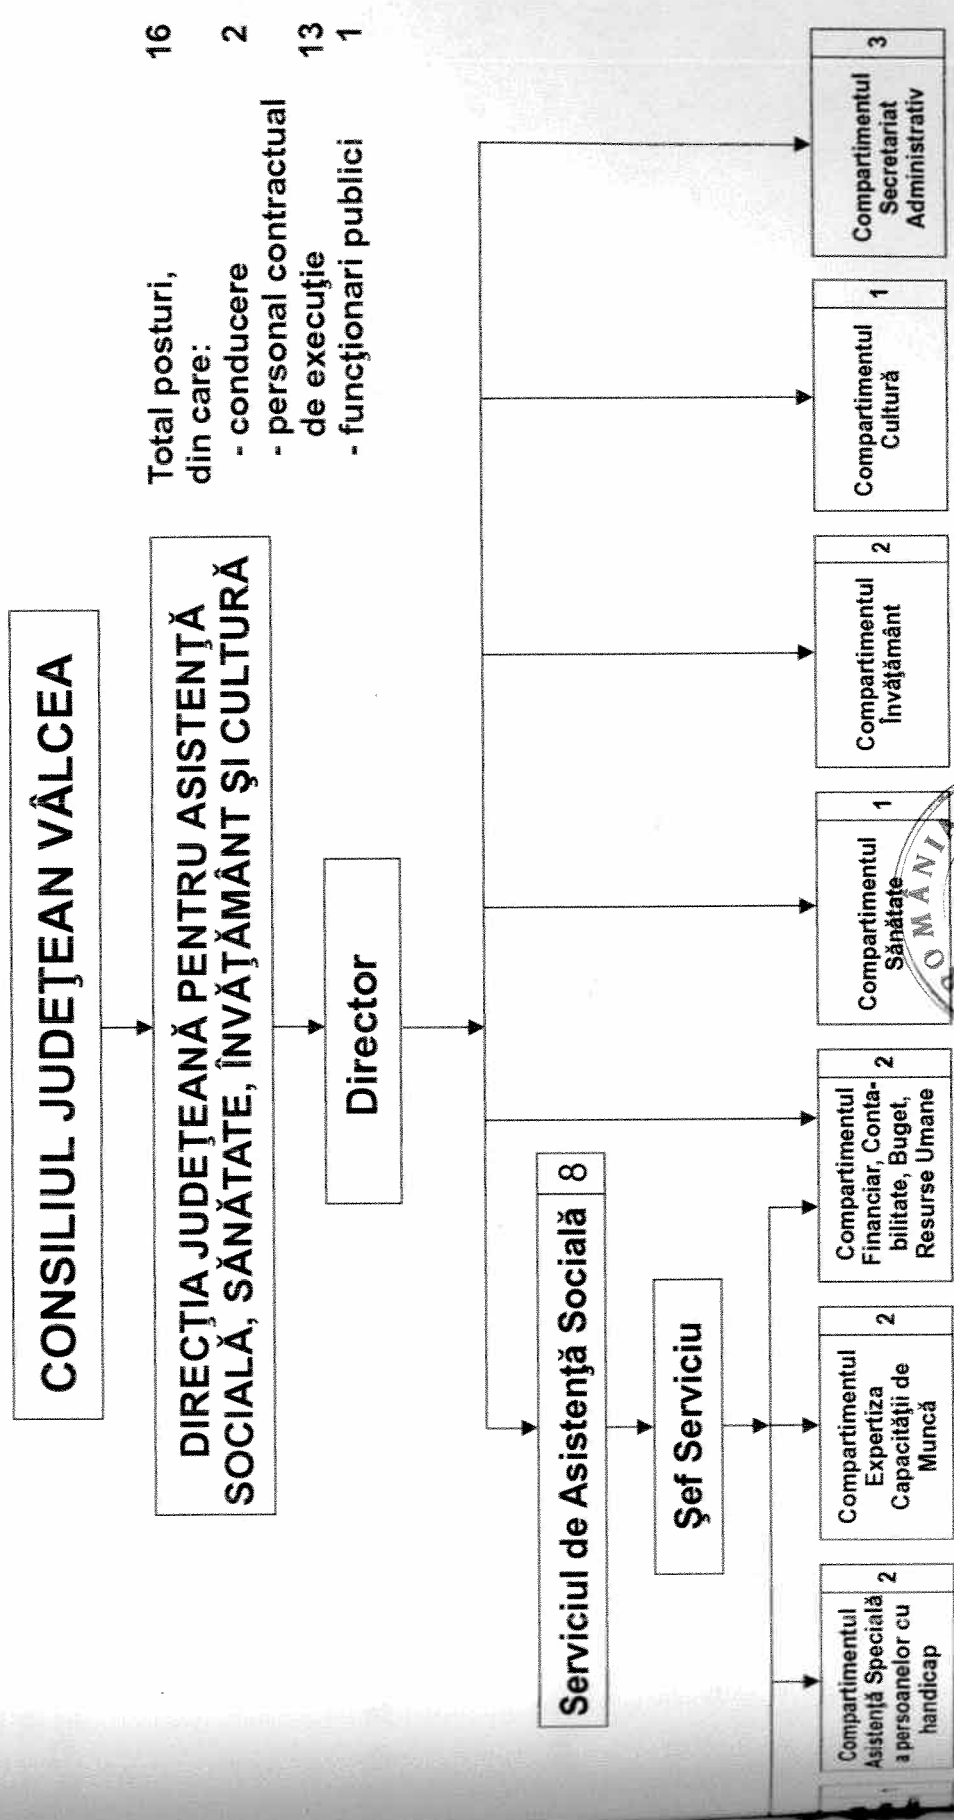 CONSILIUL JUDEŢEAN VÂLCEA
DIRECŢIA JUDEŢEANĂ PENTRU ASISTENŢĂ
SOCIALĂ, SĂNĂTATE, ÎNVĂŢĂMÂNT ŞI CULTURĂ
Total posturi, 16
din care:
- conducere 2
- personal contractual 13
de execuţie
- funcţionari publici 1
Director
Serviciul de Asistenţă Socială 8
Şef Serviciu
Compartimentul
Asistenţă Specială
a persoanelor cu
handicap
2
Compartimentul
Expertiza
Capacităţii de
Muncă
2
Compartimentul
Financiar, Conta-
bilitate, Buget,
Resurse Umane
2
Compartimentul
Sănătate
1
Compartimentul
Învăţământ
2
Compartimentul
Cultură
1
Compartimentul
Secretariat
Administrativ
3
OMÂNIA